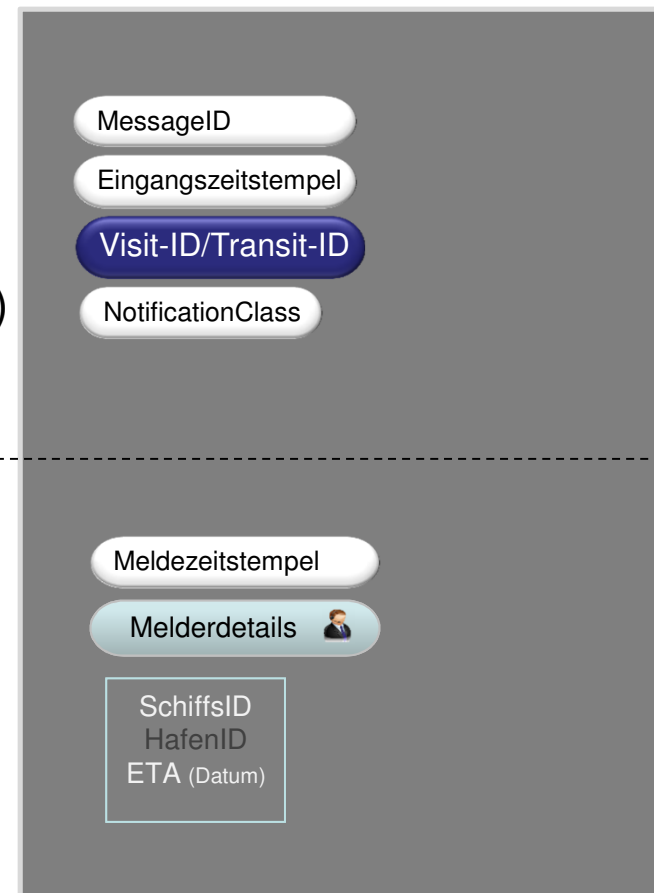 MessageID
Eingangszeitstempel
Visit-ID/Transit-ID
)
NotificationClass
Meldezeitstempel
Melderdetails
SchiffsID
HafenID
ETA (Datum)